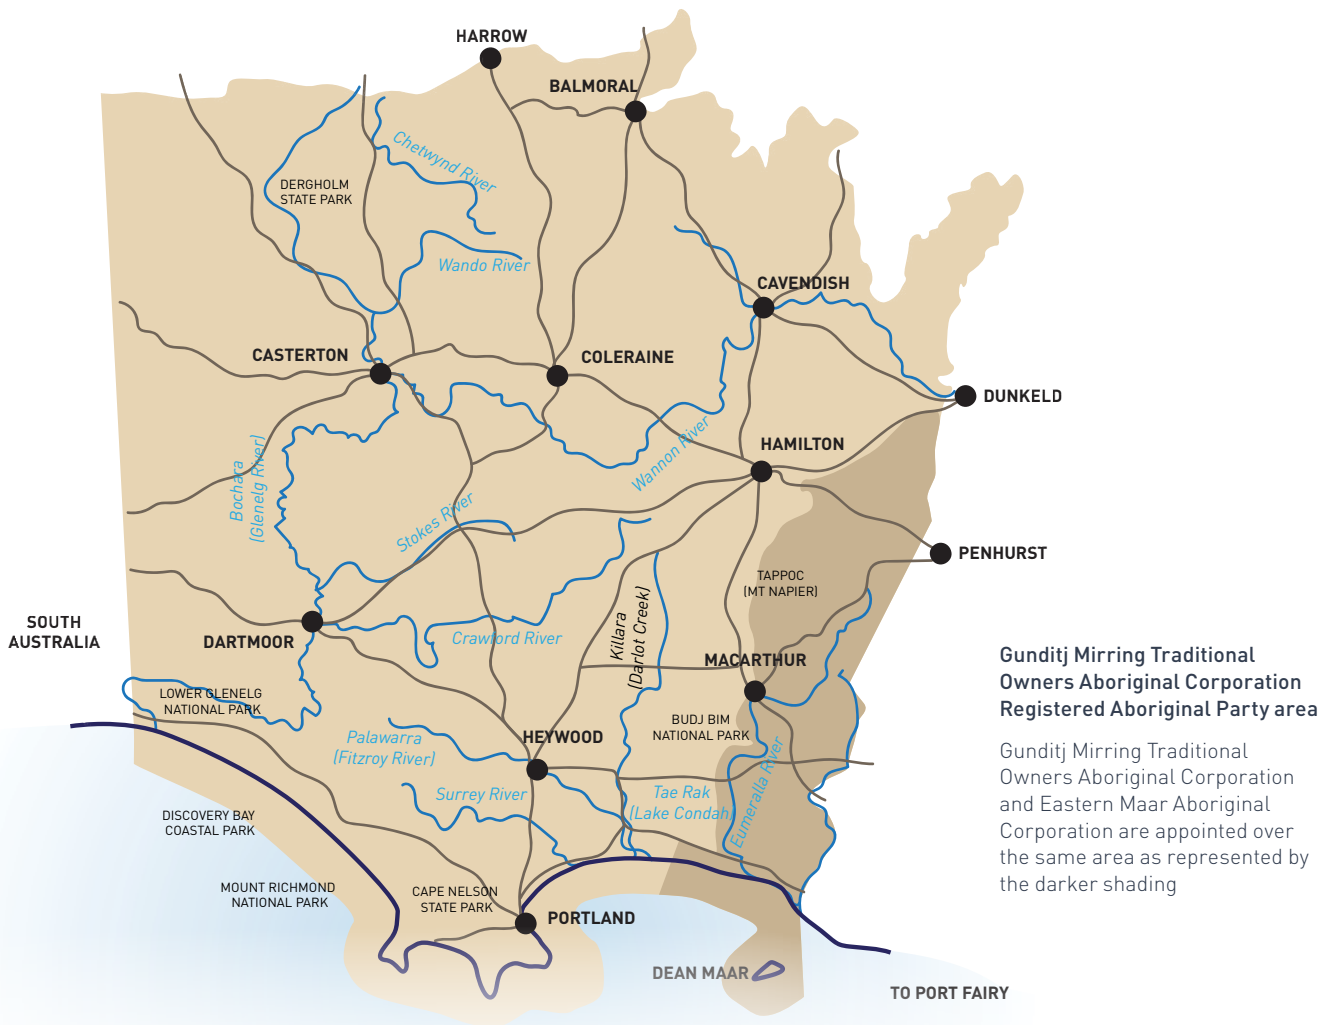 HARROW
BALMORAL
Chetwynd River
DERGHOLM
STATE PARK
Wando River
CAVENDISH
CASTERTON
COLERAINE
DUNKELD
HAMILTON
Wannon River
Bochara
(Glenelg River)
Stokes River
PENHURST
TAPPOC
(MT NAPIER)
SOUTH
AUSTRALIA
DARTMOOR
Crawford River
Killara
(Darlot Creek)
MACARTHUR
Gunditj Mirring Traditional
Owners Aboriginal Corporation
Registered Aboriginal Party area
LOWER GLENELG
NATIONAL PARK
BUDJ BIM
NATIONAL PARK
Palawarra
(Fitzroy River)
HEYWOOD
Gunditj Mirring Traditional
Owners Aboriginal Corporation
and Eastern Maar Aboriginal
Corporation are appointed over
the same area as represented by
the darker shading
Surrey River
Tae Rak
(Lake Condah)
Eumeralla River
DISCOVERY BAY
COASTAL PARK
MOUNT RICHMOND
NATIONAL PARK
CAPE NELSON
STATE PARK
PORTLAND
DEAN MAAR
TO PORT FAIRY